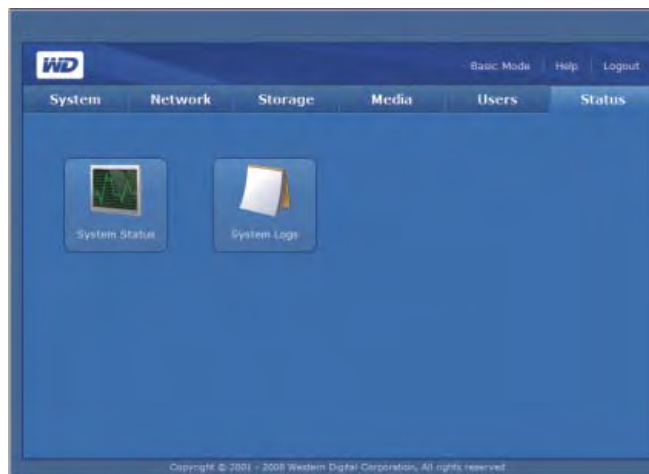 WD
Basic Mode Help Logout
System Network Storage Media Users Status
System Status System Logs
Copyright © 2001 - 2008 Western Digital Corporation, All rights reserved